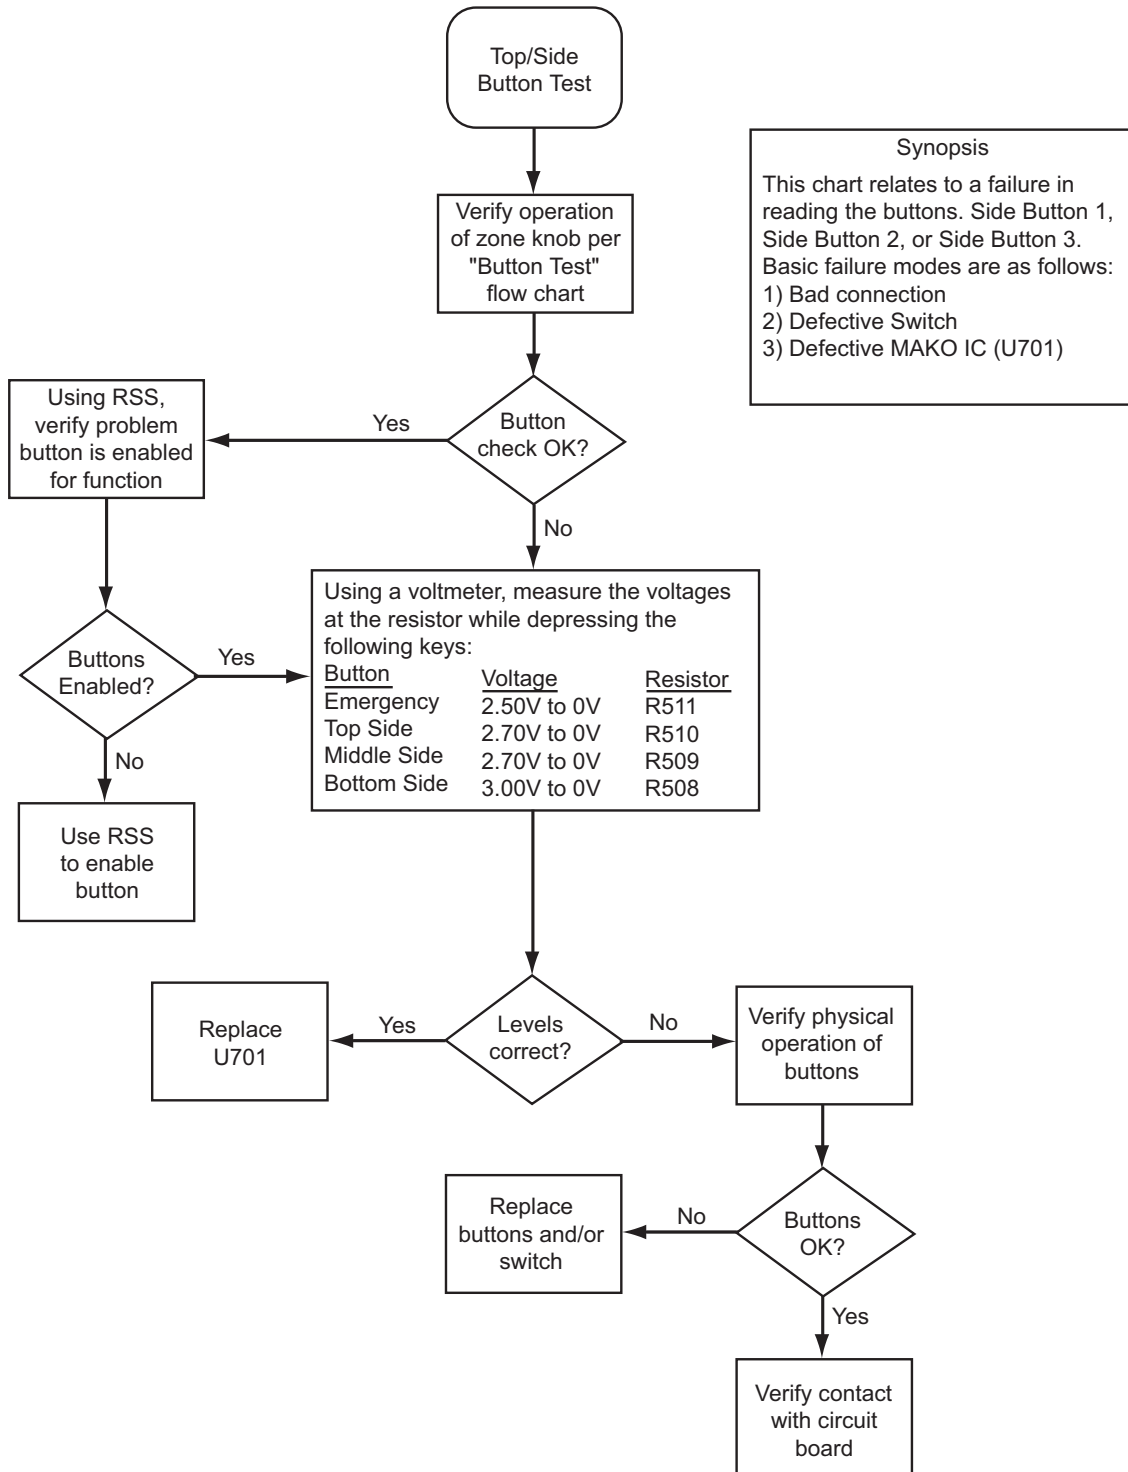 Top/Side
Button Test
Verify operation
of zone knob per
"Button Test"
flow chart
Synopsis
This chart relates to a failure in
reading the buttons. Side Button 1,
Side Button 2, or Side Button 3.
Basic failure modes are as follows:
1) Bad connection
2) Defective Switch
3) Defective MAKO IC (U701)
Button
check OK?
Yes
No
Using RSS,
verify problem
button is enabled
for function
Buttons
Enabled?
Yes
No
Use RSS
to enable
button
Using a voltmeter, measure the voltages
at the resistor while depressing the
following keys:
Button Voltage Resistor
Emergency 2.50V to 0V R511
Top Side 2.70V to 0V R510
Middle Side 2.70V to 0V R509
Bottom Side 3.00V to 0V R508
Levels
correct?
Yes
No
Replace
U701
Verify physical
operation of
buttons
Buttons
OK?
No
Yes
Replace
buttons and/or
switch
Verify contact
with circuit
board